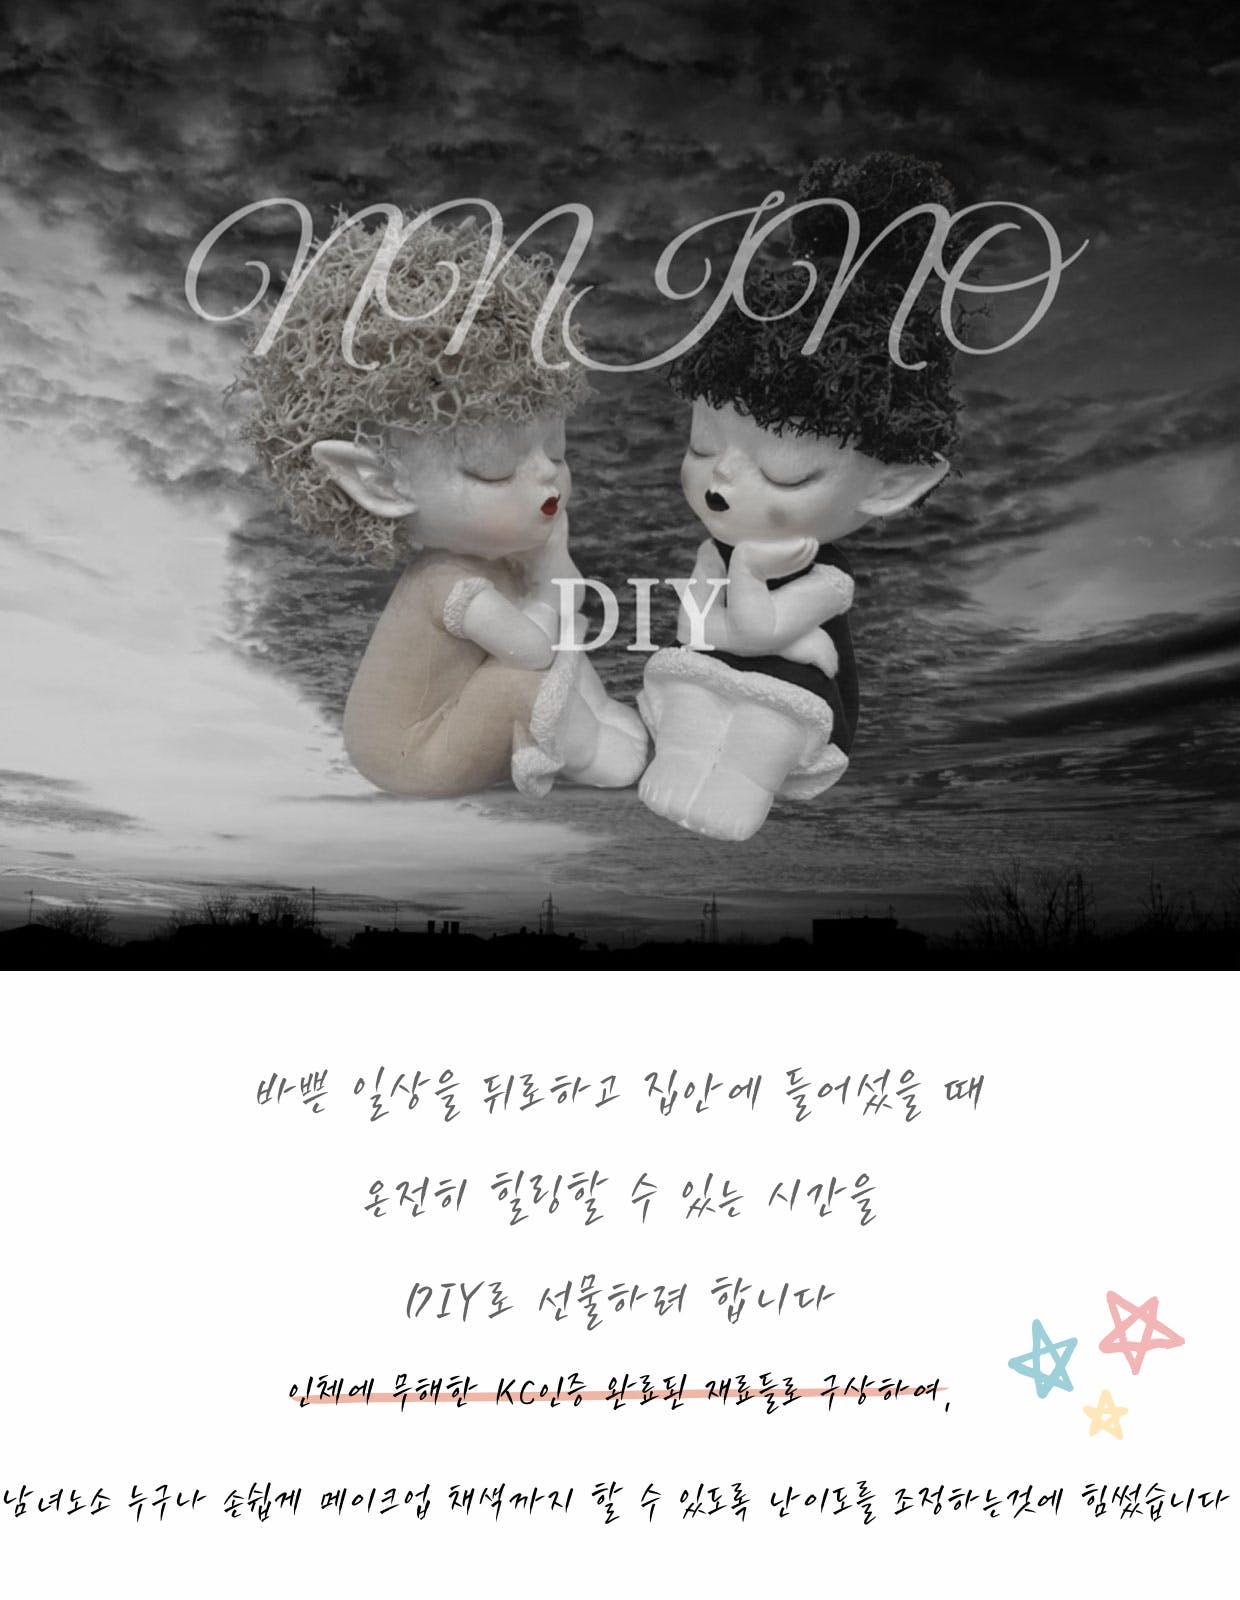 NN JNO
DIY
바쁜 일상을 뒤로하고 집안에 들어섰을 때
온전히 힐링할 수 있는 시간을
DIY로 선물하려 합니다
인체에 무해한 KC인증 완료된 재료들로 구상하여,
남녀노소 누구나 손쉽게 메이크업 채색까지 할 수 있도록 난이도를 조정하는것에 힘썼습니다